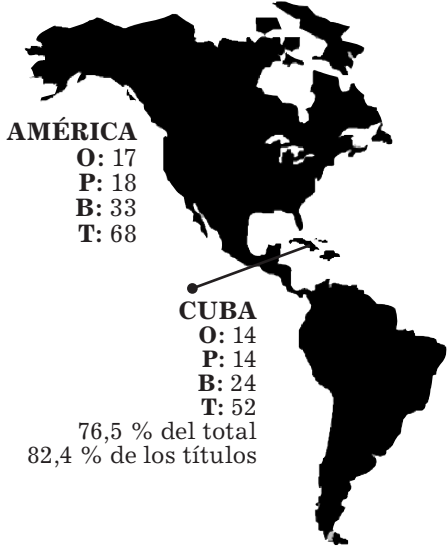 AMÉRICA
O: 17
P: 18
B: 33
T: 68
CUBA
O: 14
P: 14
B: 24
T: 52
76,5 % del total
82,4 % de los títulos